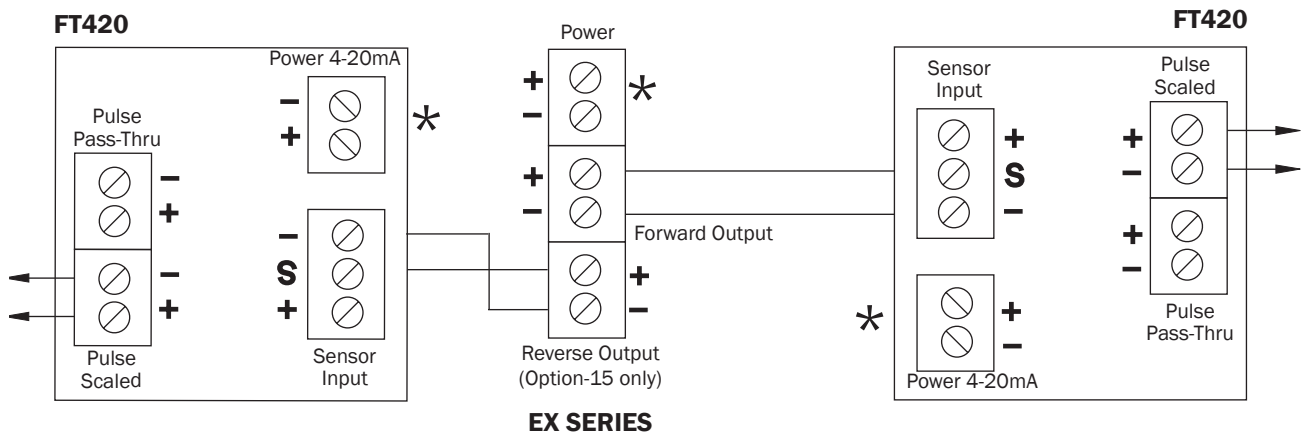 FT420
Power 4-20mA
−
+
*
Pulse
Pass-Thru
−
+
−
+
Pulse
Scaled
−
S
+
Sensor
Input
Power
+
−
*
+
−
Forward Output
+
−
Reverse Output
(Option-15 only)
EX SERIES
FT420
Sensor
Input
+
S
−
Pulse
Scaled
+
−
+
−
Pulse
Pass-Thru
*
+
−
Power 4-20mA